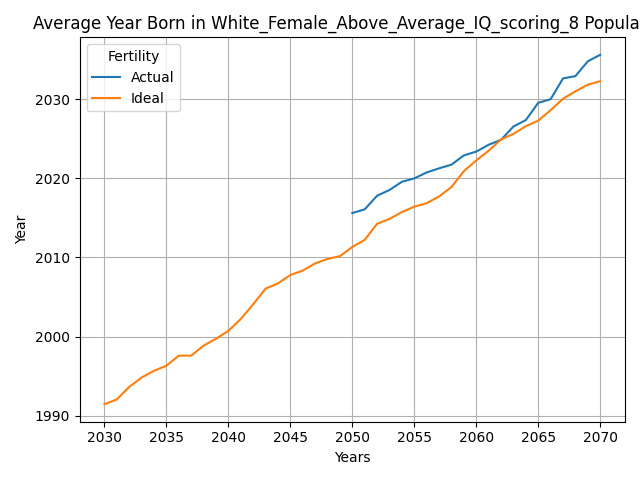 Average Year Born in White_Female_Above_Average_IQ_scoring_8 Popula
Fertility
Actual
Ideal
Year
2030
2020
2010
2000
1990
2030 2035 2040 2045 2050 2055 2060 2065 2070
Years